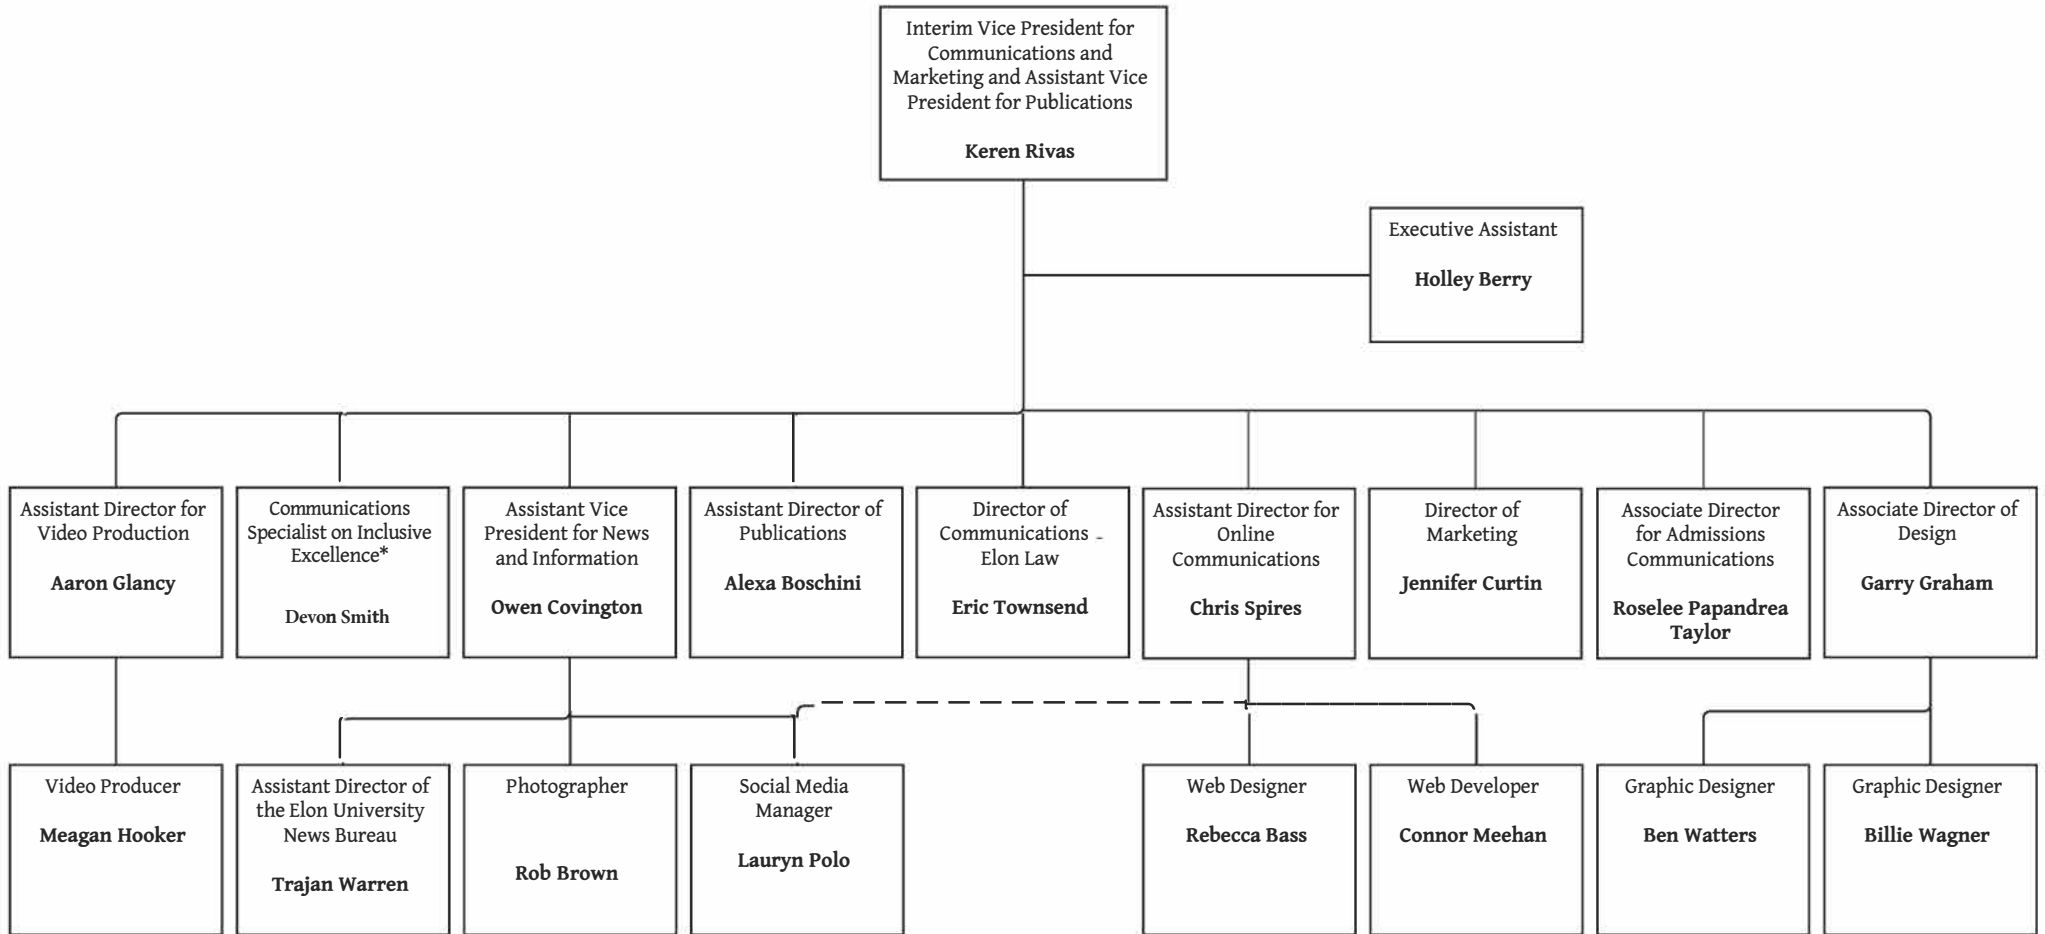 Interim Vice President for
Communications and
Marketing and Assistant Vice
President for Publications
Keren Rivas
Executive Assistant
Holley Berry
Assistant Director for
Video Production
Aaron Glancy
Communications
Specialist on Inclusive
Excellence*
Devon Smith
Assistant Vice
President for News
and Information
Owen Covington
Assistant Director of
Publications
Alexa Boschini
Director of
Communications -
Elon Law
Eric Townsend
Assistant Director for
Online
Communications
Chris Spires
Director of
Marketing
Jennifer Curtin
Associate Director
for Admissions
Communications
Roselee Papandrea
Taylor
Associate Director of
Design
Garry Graham
Video Producer
Meagan Hooker
Assistant Director of
the Elon University
News Bureau
Trajan Warren
Photographer
Rob Brown
Social Media
Manager
Lauryn Polo
Web Designer
Rebecca Bass
Web Developer
Connor Meehan
Graphic Designer
Ben Watters
Graphic Designer
Billie Wagner